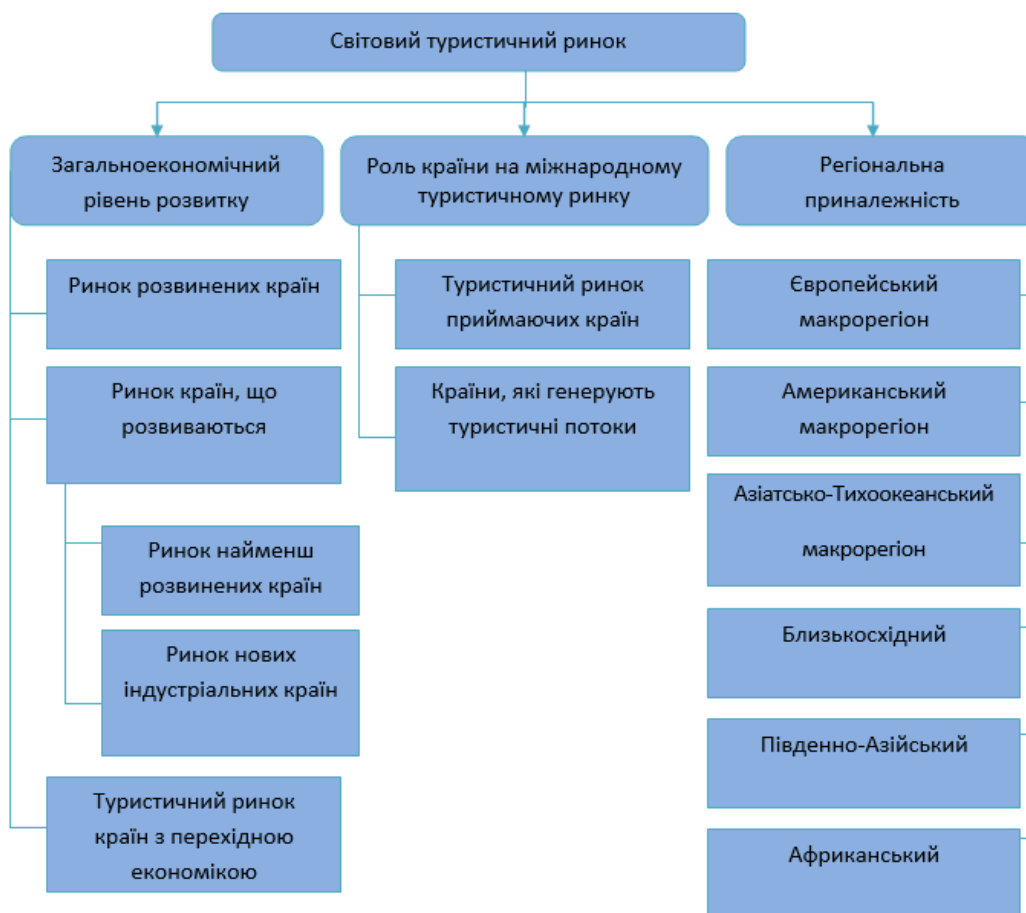 Світовий туристичний ринок
Загальноекономічний
рівень розвитку
Роль країни на міжнародному
туристичному ринку
Регіональна
приналежність
Ринок розвинених країн
Ринок країн, що
розвиваються
Ринок найменш
розвинених країн
Ринок нових
індустріальних країн
Туристичний ринок
країн з перехідною
економікою
Туристичний ринок
приймаючих країн
Країни, які генерують
туристичні потоки
Європейський
макрорегіон
Американський
макрорегіон
Азіатсько-Тихоокеанський
макрорегіон
Близькосхідний
Південно-Азійський
Африканський